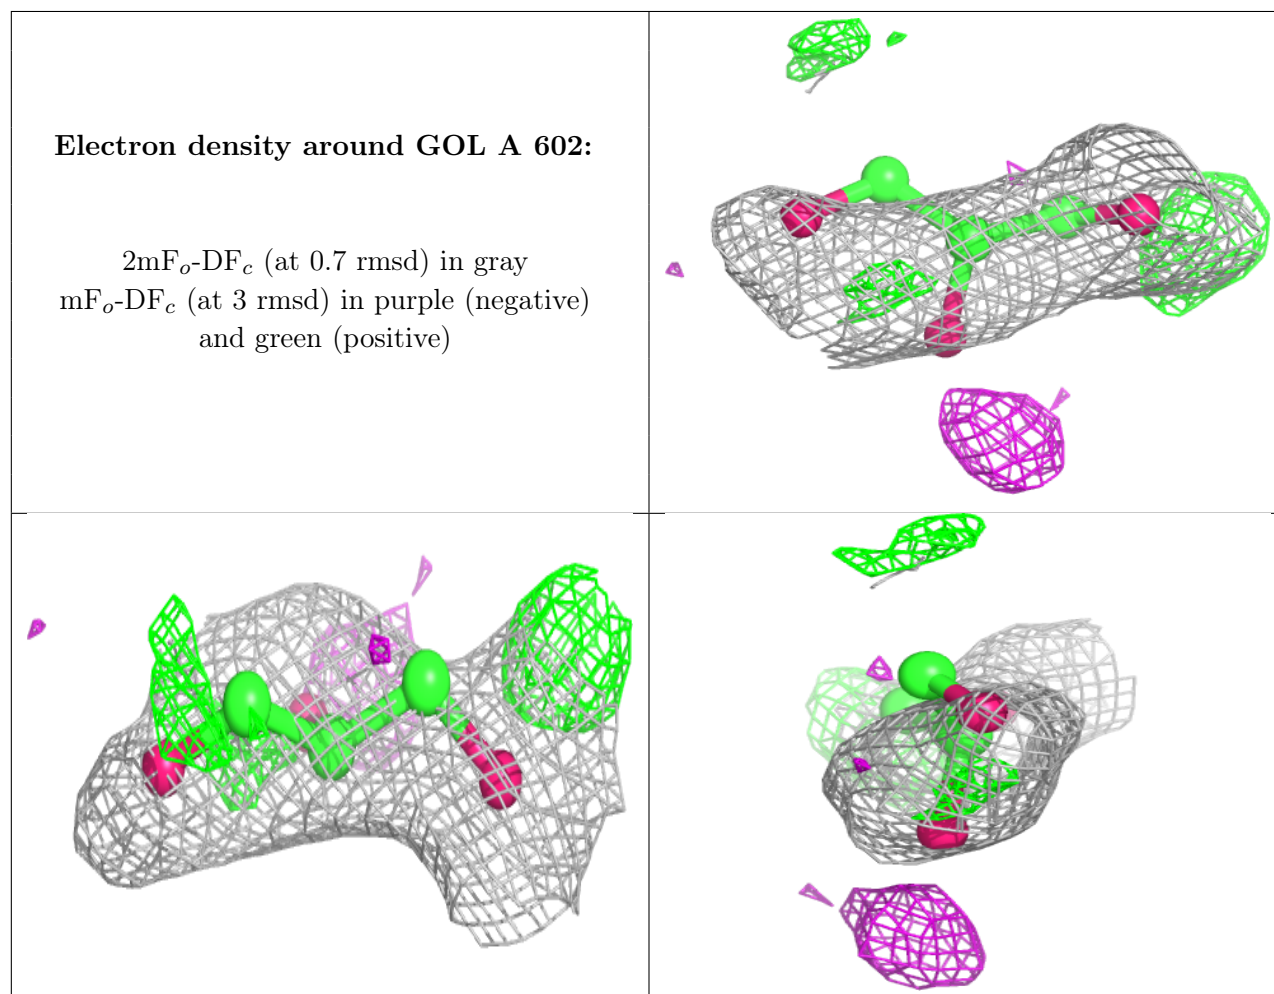 Electron density around GOL A 602:
2mFo-DFc (at 0.7 rmsd) in gray
mFo-DFc (at 3 rmsd) in purple (negative)
and green (positive)